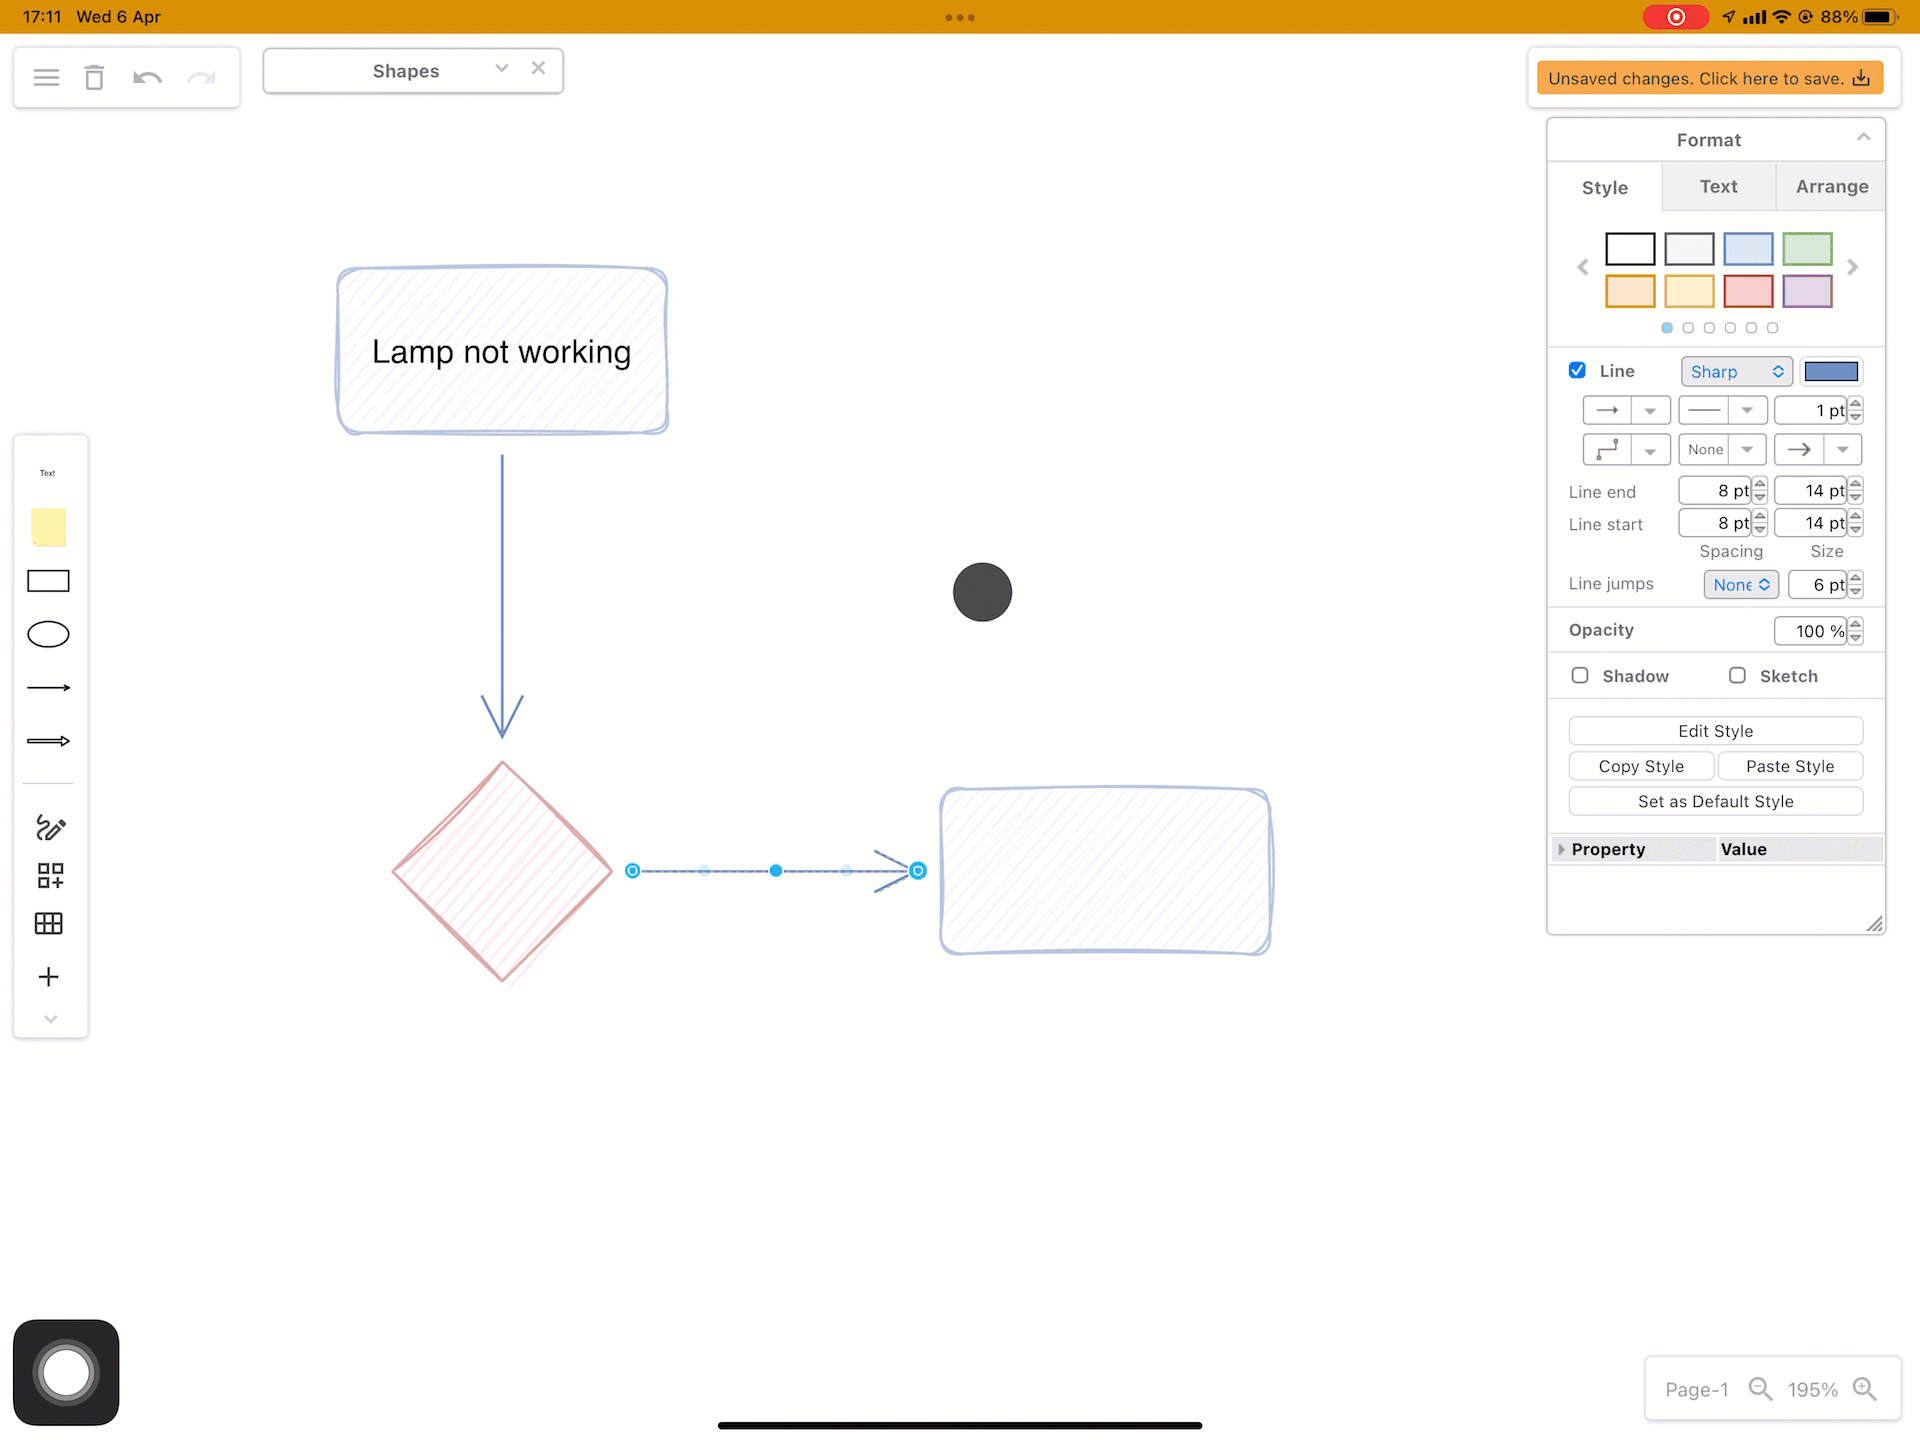 17:11 Wed 6 Apr
88%
Shapes
Unsaved changes. Click here to save.
Format
Style Text Arrange
Lamp not working
Line Sharp
1 pt
None
Line end 8 pt 14 pt
Line start 8 pt 14 pt
Spacing Size
Line jumps None 6 pt
Opacity 100 %
Shadow Sketch
Edit Style
Copy Style Paste Style
Set as Default Style
Property Value
Text
Page-1 195%